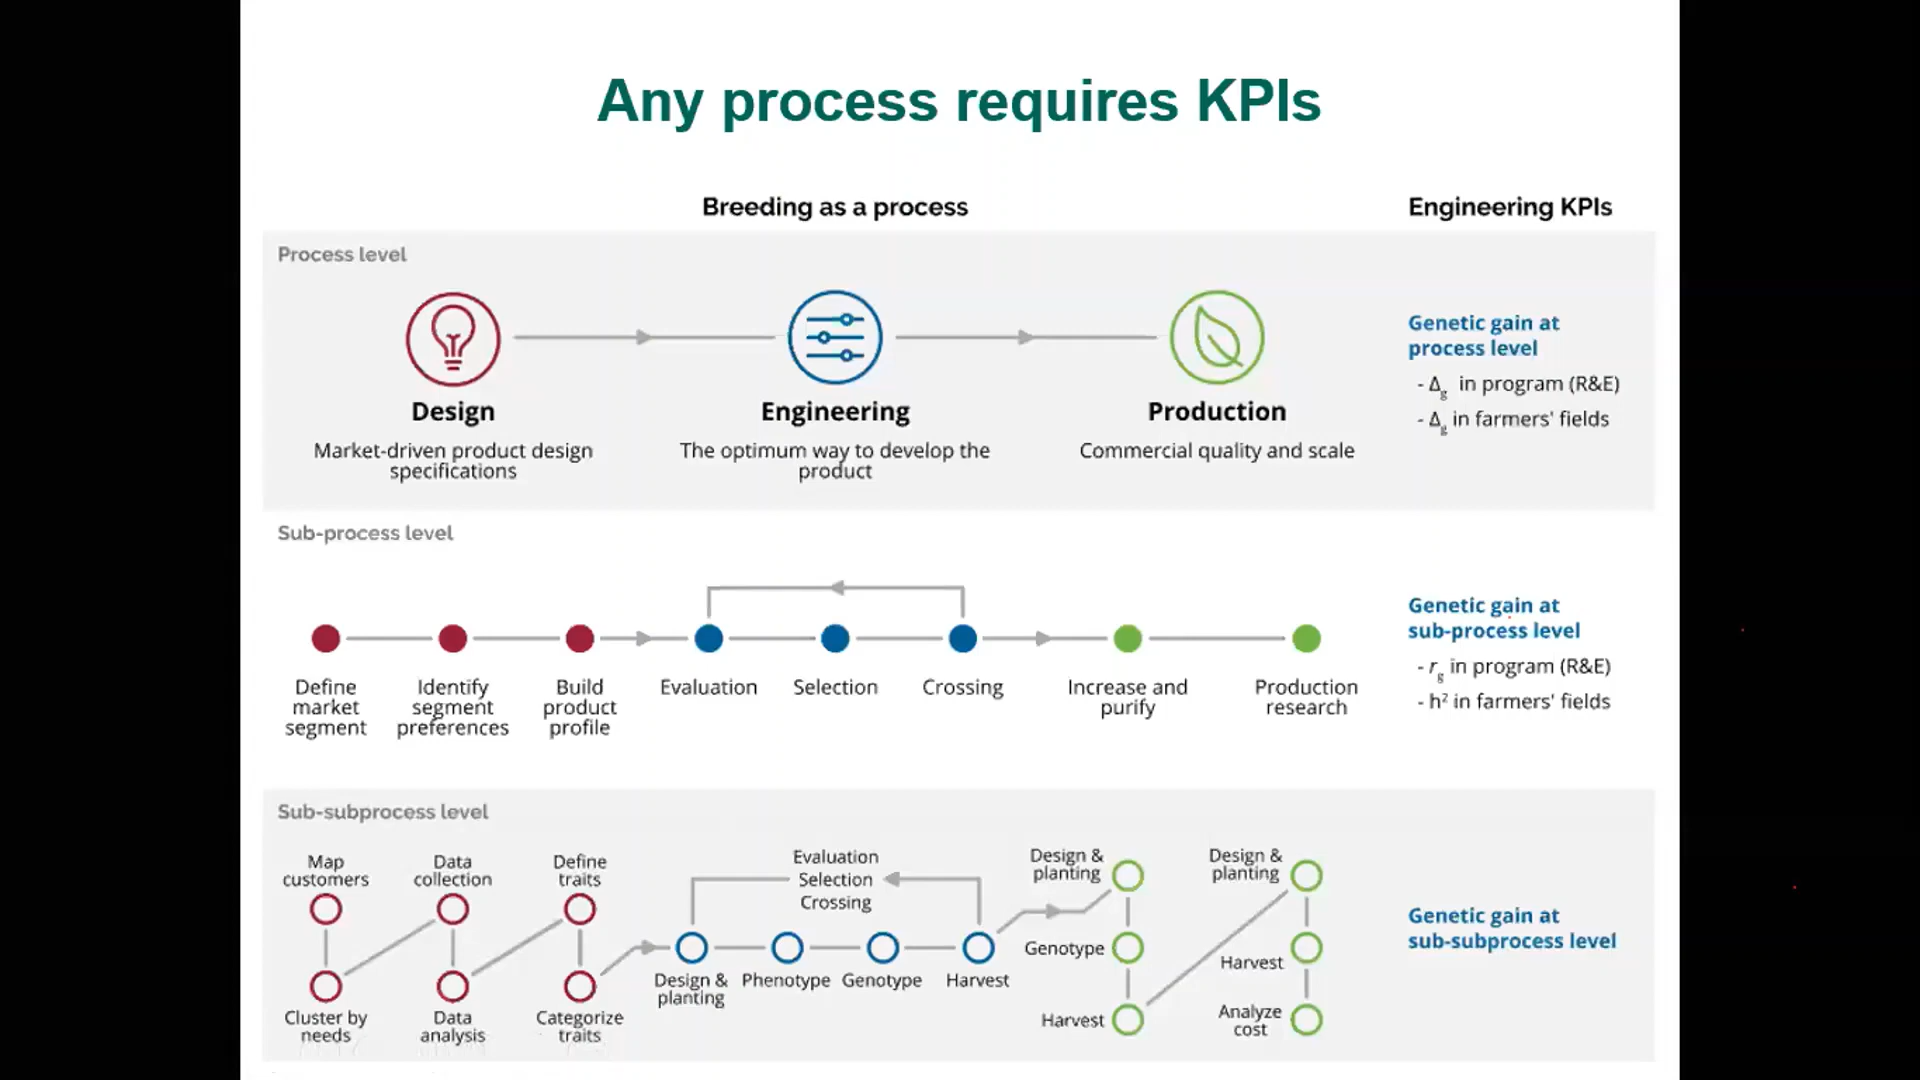 Any process requires KPIs
Breeding as a process
Engineering KPIs
Process level
Design
Market-driven product design
specifications
Engineering
The optimum way to develop the
product
Production
Commercial quality and scale
Genetic gain at
process level
- Δg in program (R&E)
- Δg in farmers' fields
Sub-process level
Define
market
segment
Identify
segment
preferences
Build
product
profile
Evaluation
Selection
Crossing
Increase and
purify
Production
research
Genetic gain at
sub-process level
- rg in program (R&E)
- h² in farmers' fields
Sub-subprocess level
Map
customers
Cluster by
needs
Data
collection
Data
analysis
Define
traits
Categorize
traits
Evaluation
Selection
Crossing
Design &
planting
Phenotype
Genotype
Harvest
Design &
planting
Genotype
Harvest
Design &
planting
Harvest
Analyze
cost
Genetic gain at
sub-subprocess level